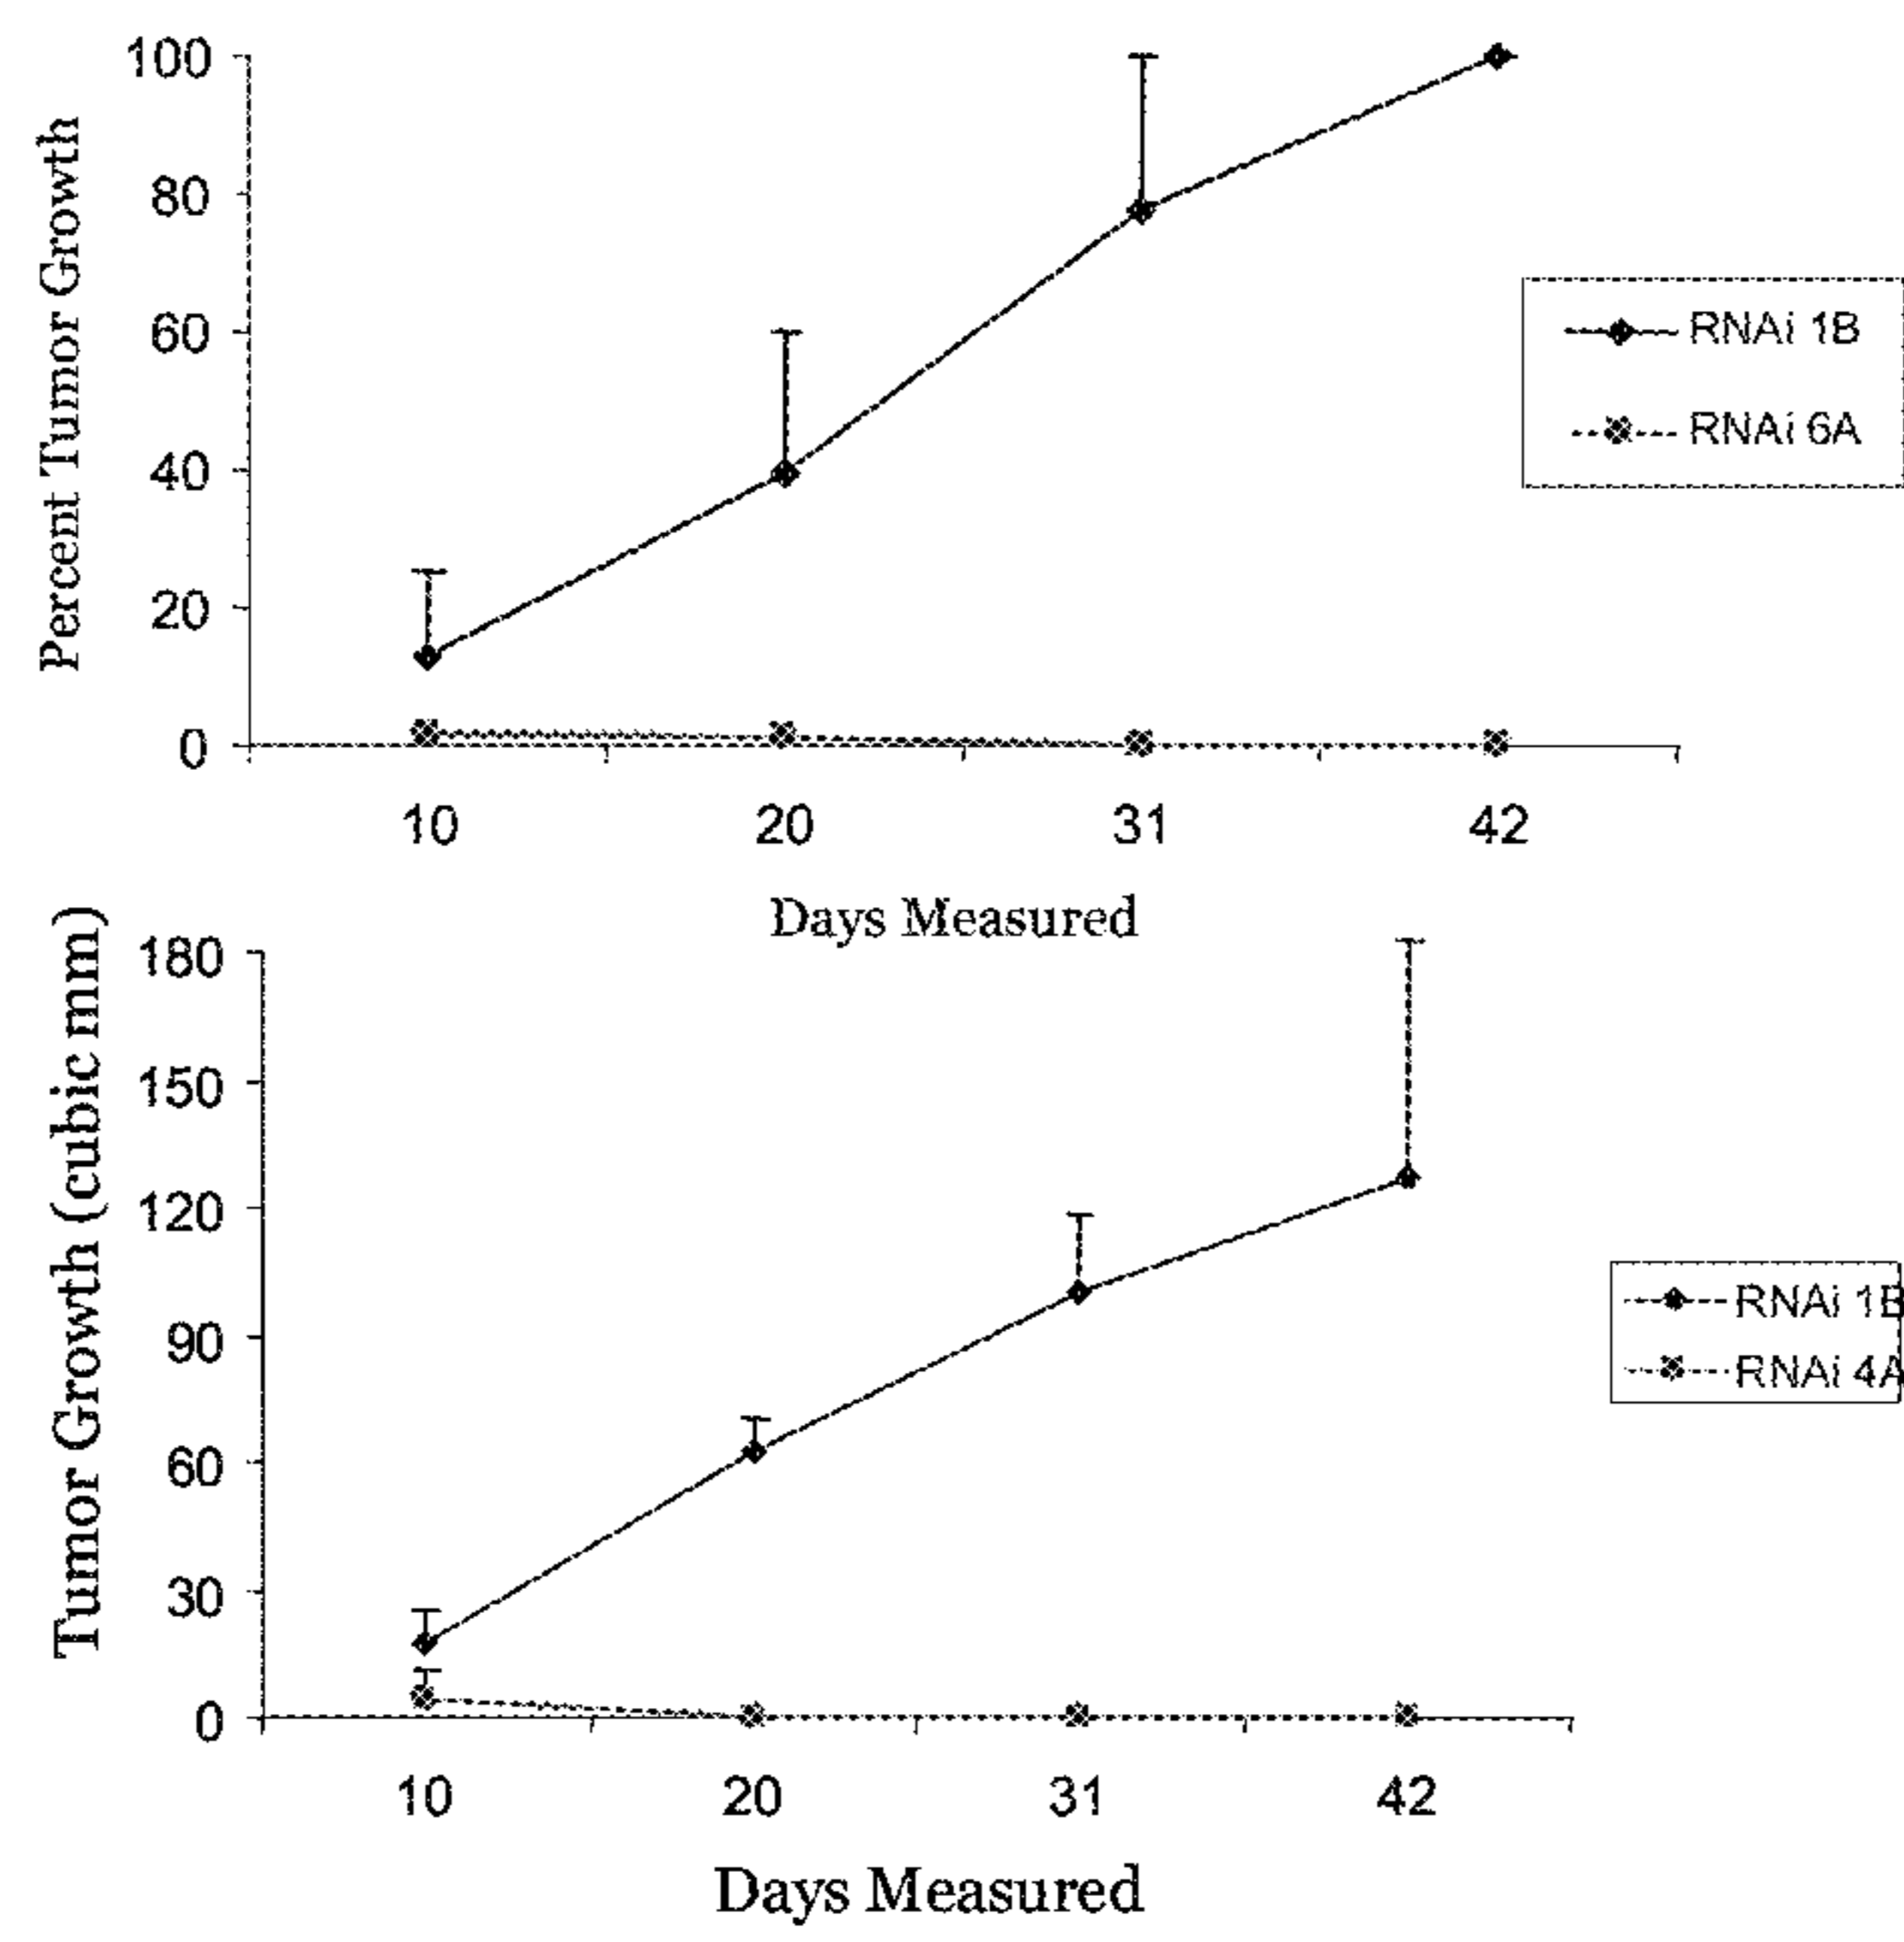 Percent Tumor Growth
100
80
60
40
20
0
10 20 31 42
Days Measured
RNAi 1B
RNAi 6A
Tumor Growth (cubic mm)
180
150
120
90
60
30
0
10 20 31 42
Days Measured
RNAi 1B
RNAi 4A